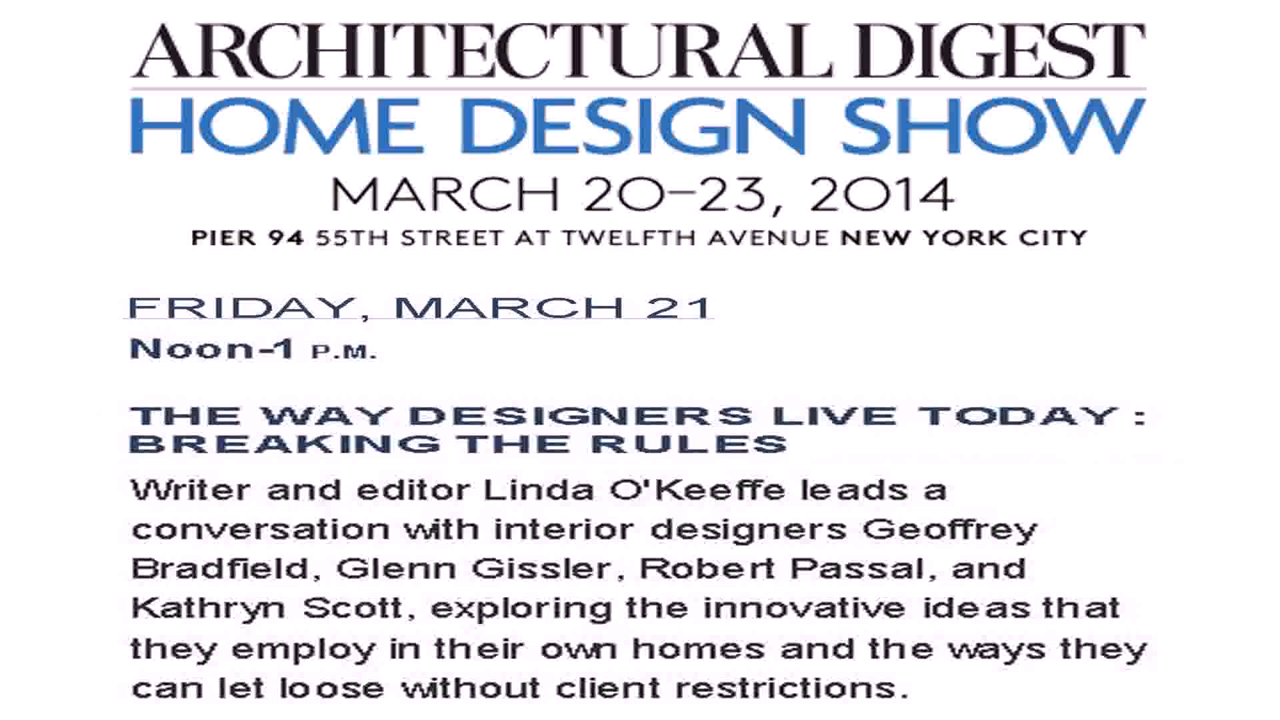 ARCHITECTURAL DIGEST
HOME DESIGN SHOW
MARCH 20–23, 2014
PIER 94 55TH STREET AT TWELFTH AVENUE NEW YORK CITY
FRIDAY, MARCH 21
Noon-1 P.M.
THE WAY DESIGNERS LIVE TODAY :
BREAKING THE RULES
Writer and editor Linda O'Keeffe leads a
conversation with interior designers Geoffrey
Bradfield, Glenn Gissler, Robert Passal, and
Kathryn Scott, exploring the innovative ideas that
they employ in their own homes and the ways they
can let loose without client restrictions.